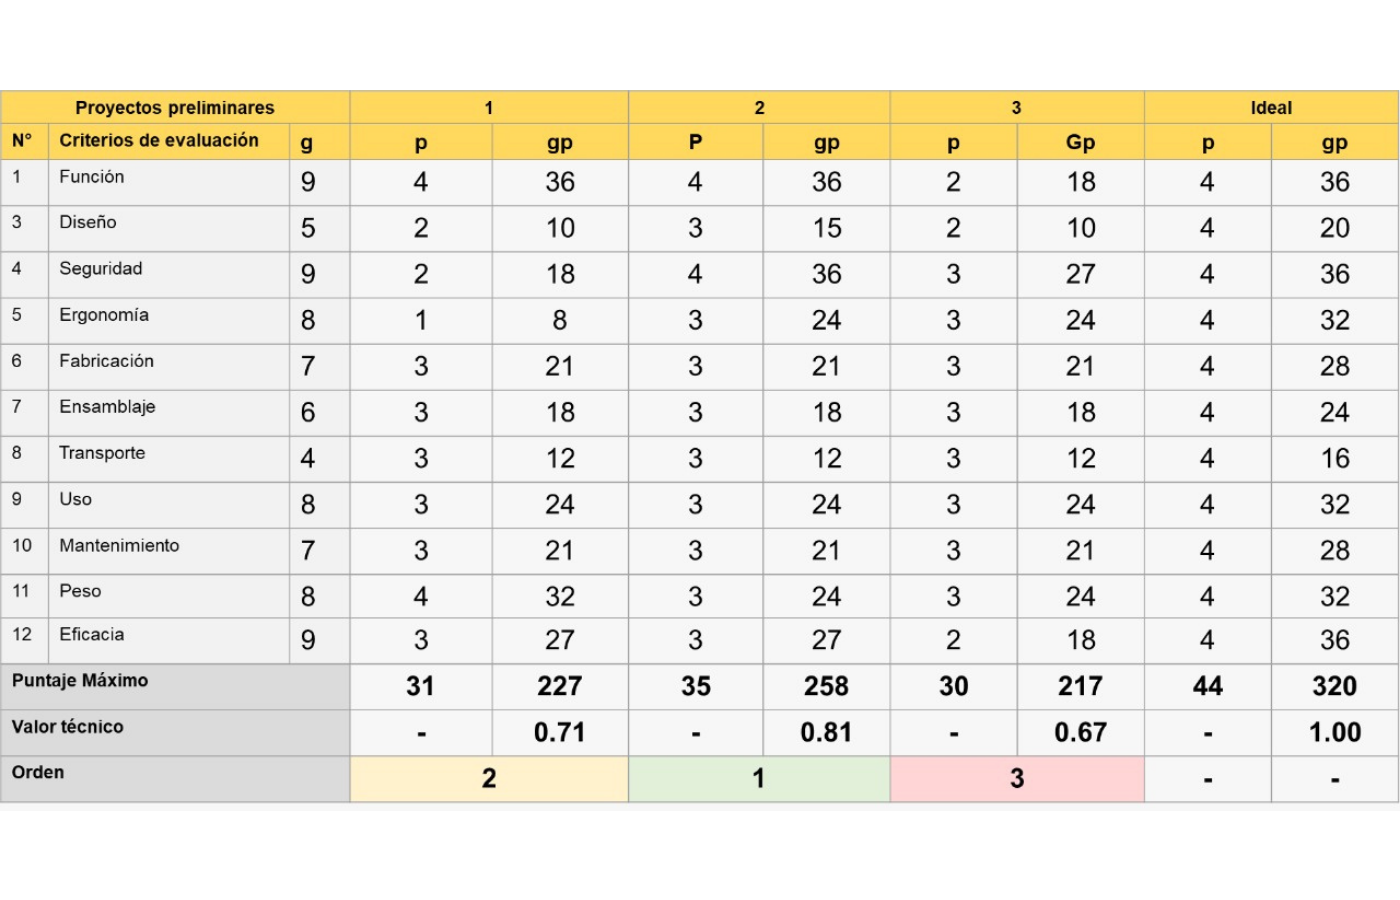 Proyectos preliminares 1 2 3 Ideal
N° Criterios de evaluación g p gp P gp p Gp p gp
1 Función 9 4 36 4 36 2 18 4 36
3 Diseño 5 2 10 3 15 2 10 4 20
4 Seguridad 9 2 18 4 36 3 27 4 36
5 Ergonomía 8 1 8 3 24 3 24 4 32
6 Fabricación 7 3 21 3 21 3 21 4 28
7 Ensamblaje 6 3 18 3 18 3 18 4 24
8 Transporte 4 3 12 3 12 3 12 4 16
9 Uso 8 3 24 3 24 3 24 4 32
10 Mantenimiento 7 3 21 3 21 3 21 4 28
11 Peso 8 4 32 3 24 3 24 4 32
12 Eficacia 9 3 27 3 27 2 18 4 36
Puntaje Máximo 31 227 35 258 30 217 44 320
Valor técnico - 0.71 - 0.81 - 0.67 - 1.00
Orden 2 1 3 - -